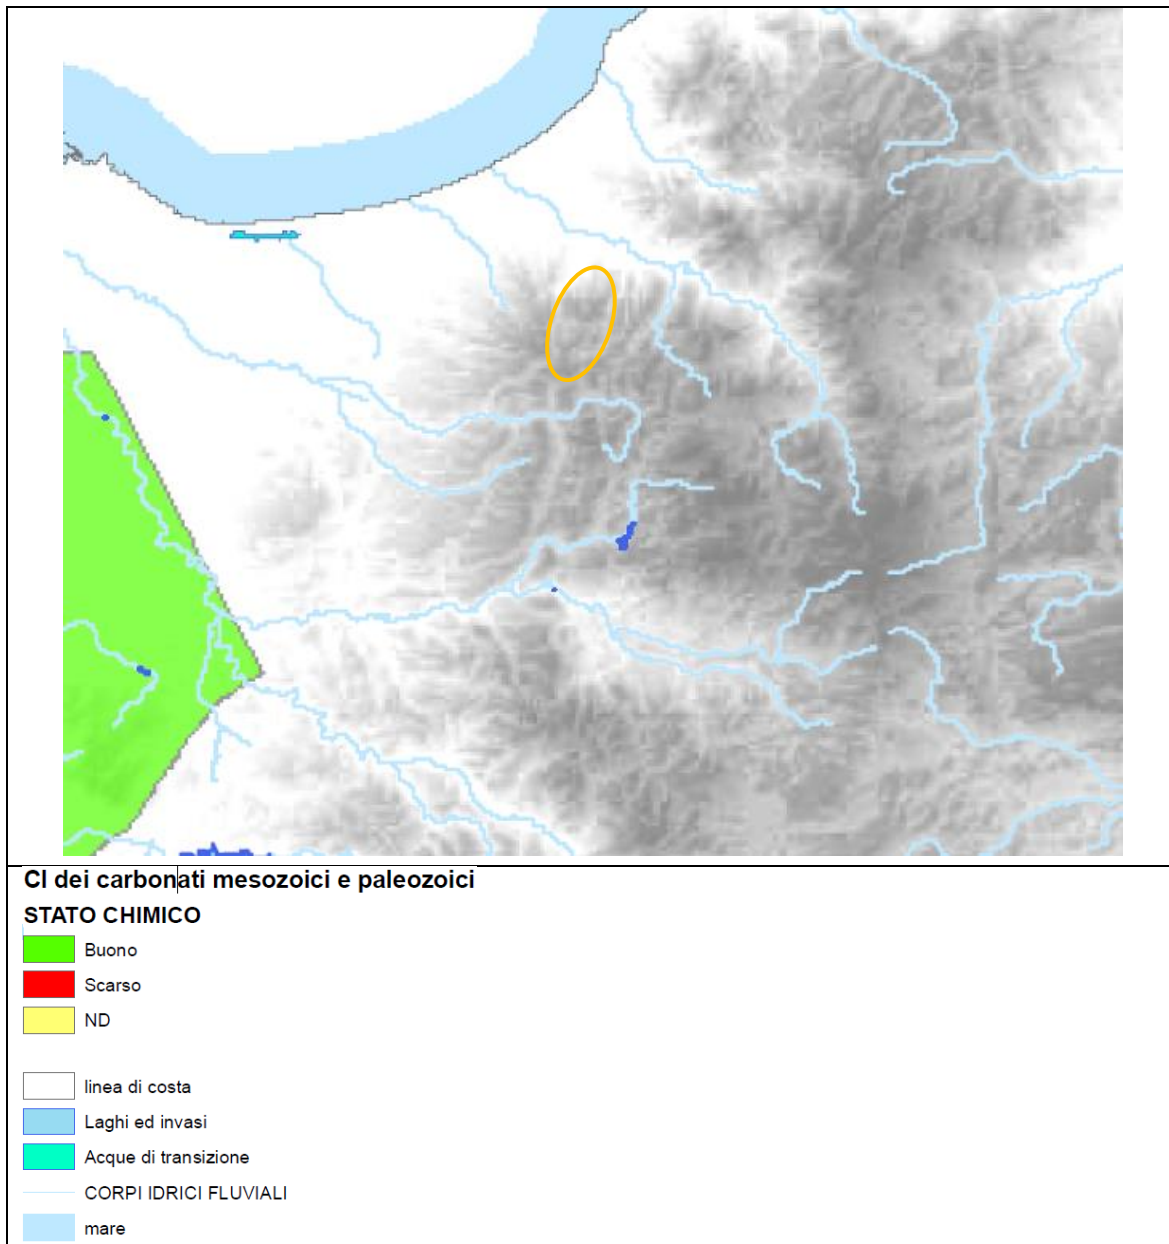 CI dei carbonati mesozoici e paleozoici
STATO CHIMICO
Buono
Scarso
ND
linea di costa
Laghi ed invasi
Acque di transizione
CORPI IDRICI FLUVIALI
mare